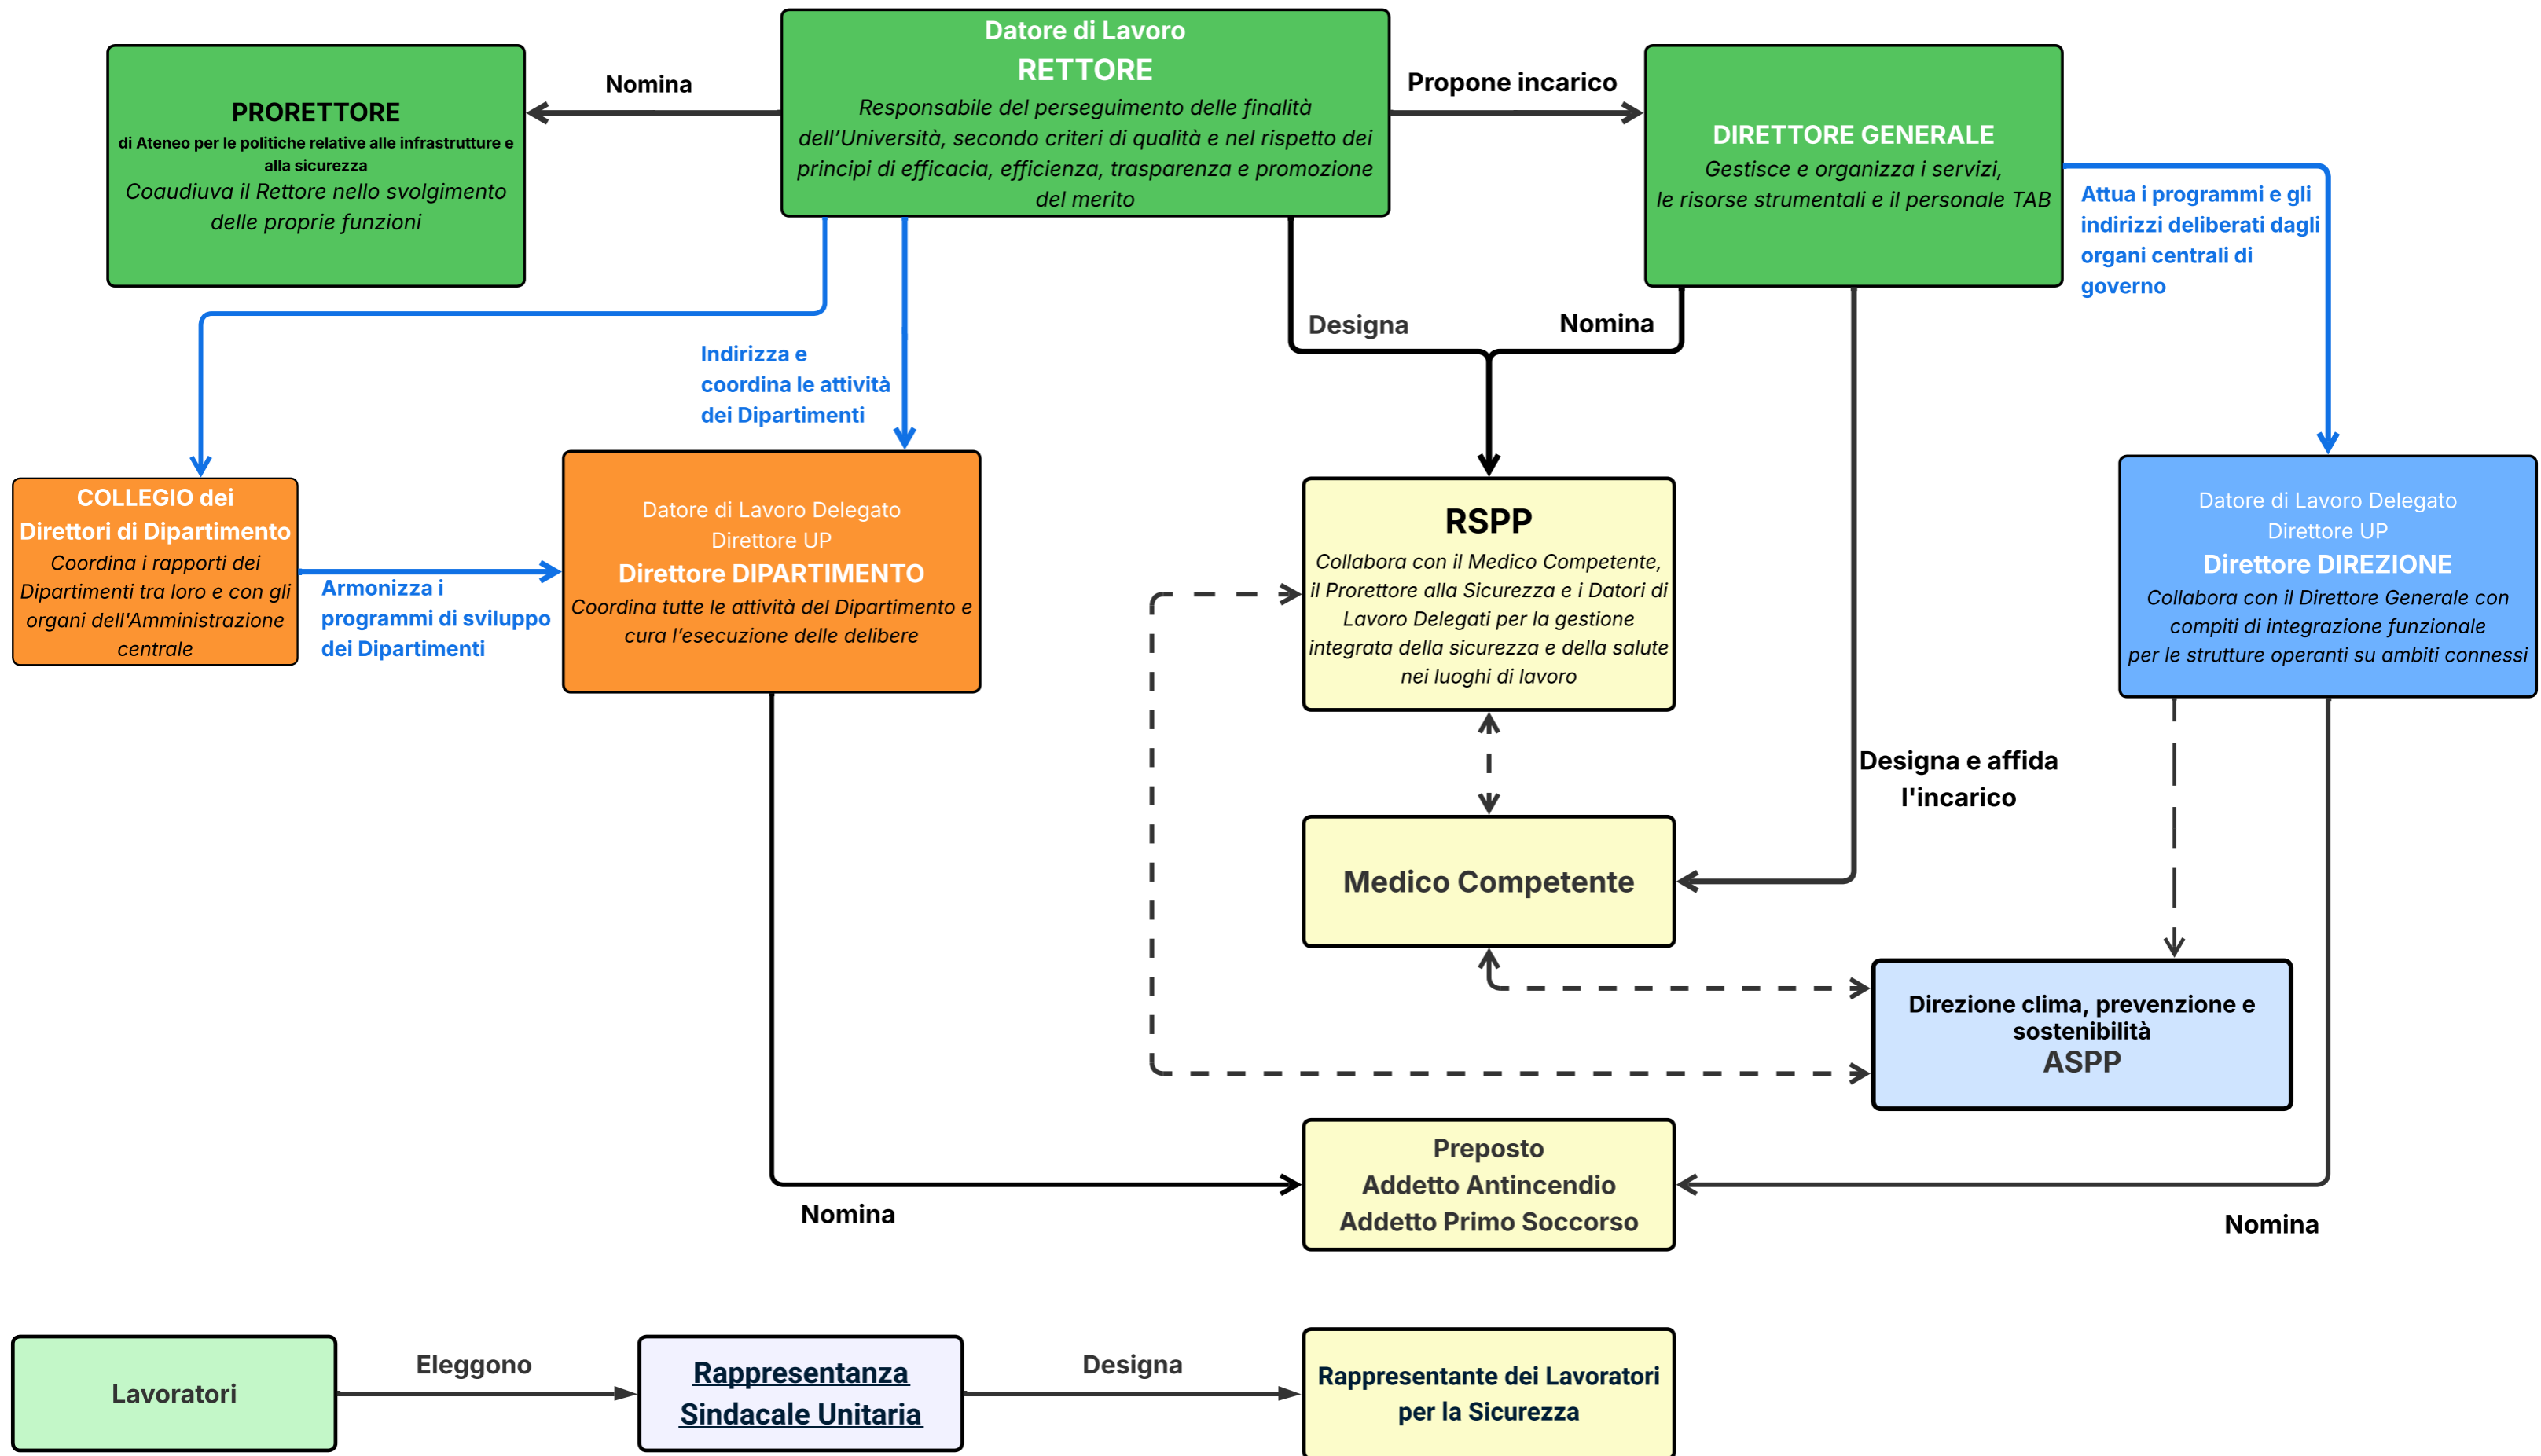 Datore di Lavoro
RETTORE
Responsabile del perseguimento delle finalità
dell’Università, secondo criteri di qualità e nel rispetto dei
principi di efficacia, efficienza, trasparenza e promozione
del merito
Nomina
Propone incarico
PRORETTORE
di Ateneo per le politiche relative alle infrastrutture e
alla sicurezza
Coaudiuva il Rettore nello svolgimento
delle proprie funzioni
DIRETTORE GENERALE
Gestisce e organizza i servizi,
le risorse strumentali e il personale TAB
Attua i programmi e gli
indirizzi deliberati dagli
organi centrali di
governo
Designa
Nomina
Indirizza e
coordina le attività
dei Dipartimenti
COLLEGIO dei
Direttori di Dipartimento
Coordina i rapporti dei
Dipartimenti tra loro e con gli
organi dell'Amministrazione
centrale
Armonizza i
programmi di sviluppo
dei Dipartimenti
Datore di Lavoro Delegato
Direttore UP
Direttore DIPARTIMENTO
Coordina tutte le attività del Dipartimento e
cura l’esecuzione delle delibere
RSPP
Collabora con il Medico Competente,
il Prorettore alla Sicurezza e i Datori di
Lavoro Delegati per la gestione
integrata della sicurezza e della salute
nei luoghi di lavoro
Datore di Lavoro Delegato
Direttore UP
Direttore DIREZIONE
Collabora con il Direttore Generale con
compiti di integrazione funzionale
per le strutture operanti su ambiti connessi
Designa e affida
l'incarico
Medico Competente
Direzione clima, prevenzione e
sostenibilità
ASPP
Preposto
Addetto Antincendio
Addetto Primo Soccorso
Nomina
Nomina
Lavoratori
Eleggono
Rappresentanza
Sindacale Unitaria
Designa
Rappresentante dei Lavoratori
per la Sicurezza